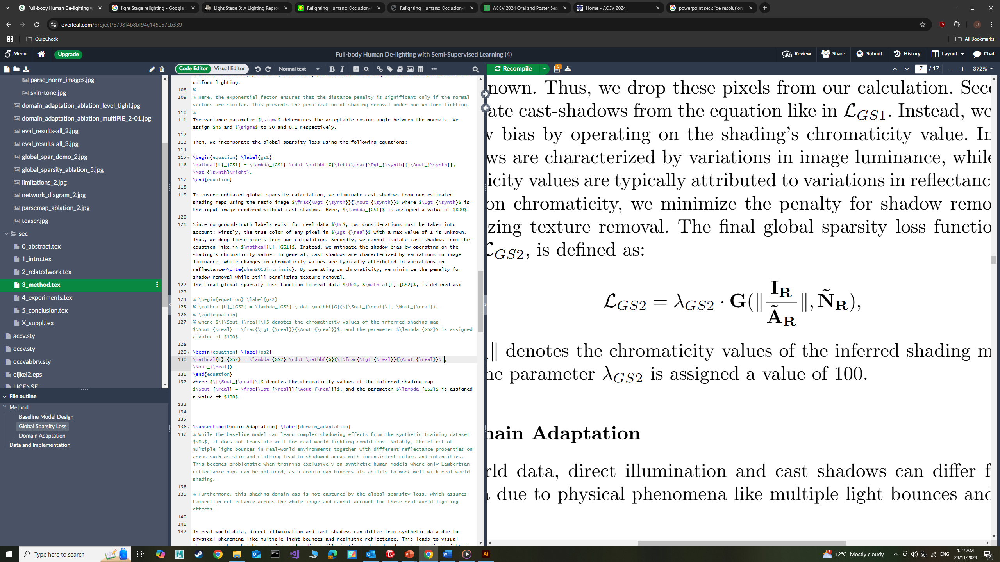 Full-body Human De-lighting w
light Stage relighting - Google S
Light Stage 3: A Lighting Repro
Relighting Humans: Occlusion-
Relighting Humans: Occlusion-
ACCV 2024 Oral and Poster Ses
Home - ACCV 2024
powerpoint set slide resolution
overleaf.com/project/6708f4b8bf94e145057cb339
QuipCheck
All Bookmarks
Menu
Upgrade
Full-body Human De-lighting with Semi-Supervised Learning (4)
Review
Share
Submit
History
Layout
Chat
Code Editor
Visual Editor
Normal text
Recompile
3
7 / 17
372%
parse_norm_images.jpg
skin-tone.jpg
domain_adaptation_ablation_level_tight.jpg
domain_adaptation_ablation_multiPIE_2-01.jpg
eval_results-all_2.jpg
eval_results-all_3.jpg
global_spar_demo_2.jpg
global_sparsity_ablation_5.jpg
limitations_2.jpg
network_diagram_2.jpg
parsemap_ablation_2.jpg
teaser.jpg
sec
0_abstract.tex
1_intro.tex
2_relatedwork.tex
3_method.tex
4_experiments.tex
5_conclusion.tex
X_suppl.tex
accv.sty
eccv.sty
eccvabbrv.sty
eijkel2.eps
LICENSE
File outline
Method
Baseline Model Design
Global Sparsity Loss
Domain Adaptation
Data and Implementation
uniform lighting.
108 %
109 % Here, the exponential factor ensures that the distance penalty is significant only if the normal
vectors are similar. This prevents the penalization of shading removal under non-uniform lighting.
110 %
111 The variance parameter $\sigma$ determines the acceptable cosine angle between the normals. We
assign $n$ and $\sigma$ to 50 and 0.1 respectively.
112
113 Then, we incorporate the global sparsity loss using the following equations:
114
115 \begin{equation} \label{gs1}
116 \mathcal{L}_{GS1} = \lambda_{GS1} \cdot \mathbf{G}\left(\frac{\Dgt_{\synth}}{\Aout_{\synth}},
\Ngt_{\synth}\right),
117 \end{equation}
118
119 To ensure unbiased global sparsity calculation, we eliminate cast-shadows from our estimated
shading maps using the ratio image $\frac{\Dgt_{\synth}}{\Aout_{\synth}}$ where $\Dgt_{\synth}$ is
the input image rendered without cast-shadows. Here, $\lambda_{GS1}$ is assigned a value of $800$.
120
121 Since no ground-truth labels exist for real data $\Dr$, two considerations must be taken into
account: Firstly, the true color of any pixel in $\Igt_{\real}$ with a max value of 1 is unknown.
Thus, we drop these pixels from our calculation. Secondly, we cannot isolate cast-shadows from the
equation like in $\mathcal{L}_{GS1}$. Instead, we mitigate the shadow bias by operating on the
shading's chromaticity value. In general, cast shadows are characterized by variations in image
luminance, while changes in chromaticity values are typically attributed to variations in
reflectance~\cite{shen2013intrinsic}. By operating on chromaticity, we minimize the penalty for
shadow removal while still penalizing texture removal.
122 The final global sparsity loss function to real data $\Dr$, $\mathcal{L}_{GS2}$, is defined as:
123
124 % \begin{equation} \label{gs2}
125 % \mathcal{L}_{GS2} = \lambda_{GS2} \cdot \mathbf{G}(\|\Sout_{\real}\|, \Nout_{\real}),
126 % \end{equation}
127 % where $\|\Sout_{\real}\|$ denotes the chromaticity values of the inferred shading map
$\Sout_{\real} = \frac{\Igt_{\real}}{\Aout_{\real}}$, and the parameter $\lambda_{GS2}$ is assigned
a value of $100$.
128
129 \begin{equation} \label{gs2}
130 \mathcal{L}_{GS2} = \lambda_{GS2} \cdot \mathbf{G}(\|\frac{\Igt_{\real}}{\Aout_{\real}}\|,
\Nout_{\real}),
131 \end{equation}
132 where $\|\Sout_{\real}\|$ denotes the chromaticity values of the inferred shading map
$\Sout_{\real} = \frac{\Igt_{\real}}{\Aout_{\real}}$, and the parameter $\lambda_{GS2}$ is assigned
a value of $100$.
133
134
135
136 \subsection{Domain Adaptation} \label{domain_adaptation}
137 % While the baseline model can learn complex shadowing effects from the synthetic training dataset
$\Ds$, it does not translate well for real-world lighting conditions. Notably, the effect of
multiple light bounces in real-world environments together with different reflectance properties on
areas such as skin and clothing lead to shadowed areas with inconsistent colors and intensities.
This becomes problematic when training exclusively on synthetic human models where only Lambertian
reflectance maps can be obtained, as a domain gap hinders its ability to work well with real-world
shading.
138
139 % Furthermore, this shading domain gap is not captured by the global-sparsity loss, which assumes
Lambertian reflectance across the whole image and cannot account for these real-world lighting
effects.
140
141
142 In real-world data, direct illumination and cast shadows can differ from synthetic data due to
physical phenomena like multiple light bounces and realistic reflectance. This leads to visual
nown. Thus, we drop these pixels from our calculation. Seco
ate cast-shadows from the equation like in ℒ_GS1. Instead, we
w bias by operating on the shading's chromaticity value. In
ws are characterized by variations in image luminance, while
icity values are typically attributed to variations in reflectanc
on chromaticity, we minimize the penalty for shadow remo
zing texture removal. The final global sparsity loss functio
ℒ_GS2, is defined as:
ℒ_GS2 = λ_GS2 · G(‖ I_R / Ã_R ‖, Ñ_R),
‖ denotes the chromaticity values of the inferred shading m
he parameter λ_GS2 is assigned a value of 100.
main Adaptation
rld data, direct illumination and cast shadows can differ f
a due to physical phenomena like multiple light bounces and
Type here to search
12°C Mostly cloudy
ENG
1:27 AM
29/11/2024
7